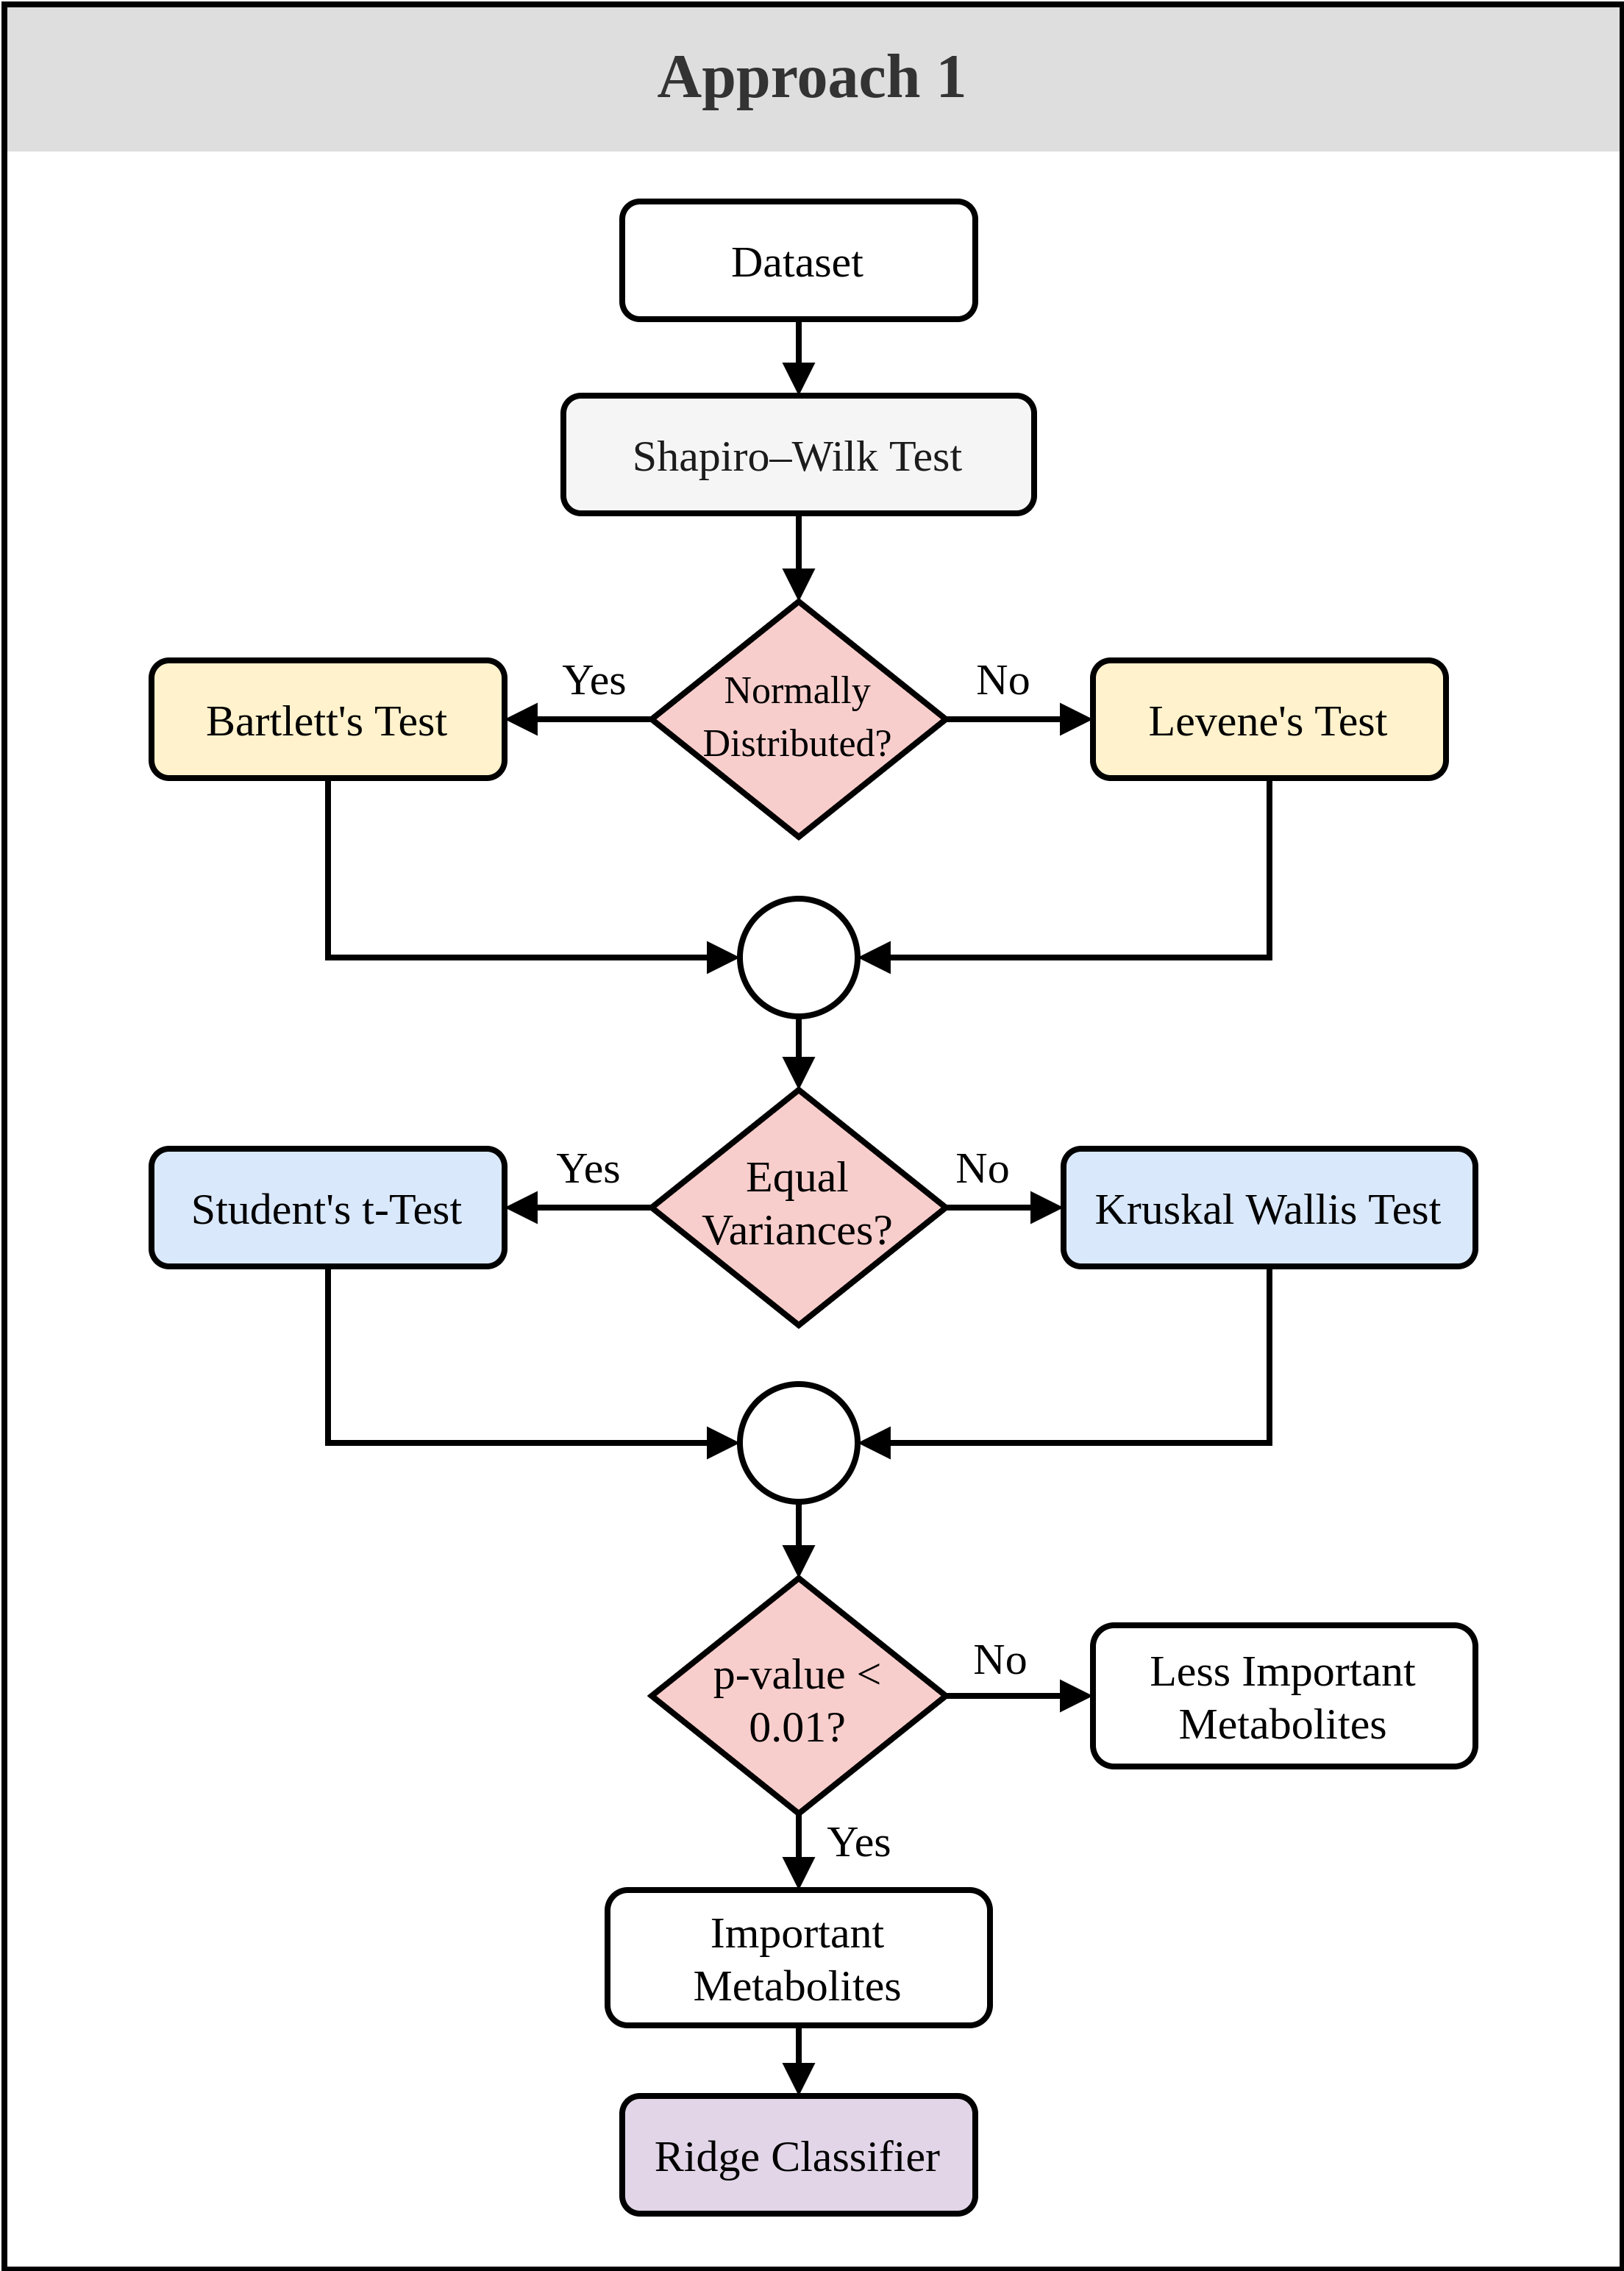 Approach 1
Dataset
Shapiro–Wilk Test
Yes
No
Bartlett's Test
Normally
Distributed?
Levene's Test
Yes
No
Student's t-Test
Equal
Variances?
Kruskal Wallis Test
p-value <
0.01?
No
Less Important
Metabolites
Yes
Important
Metabolites
Ridge Classifier